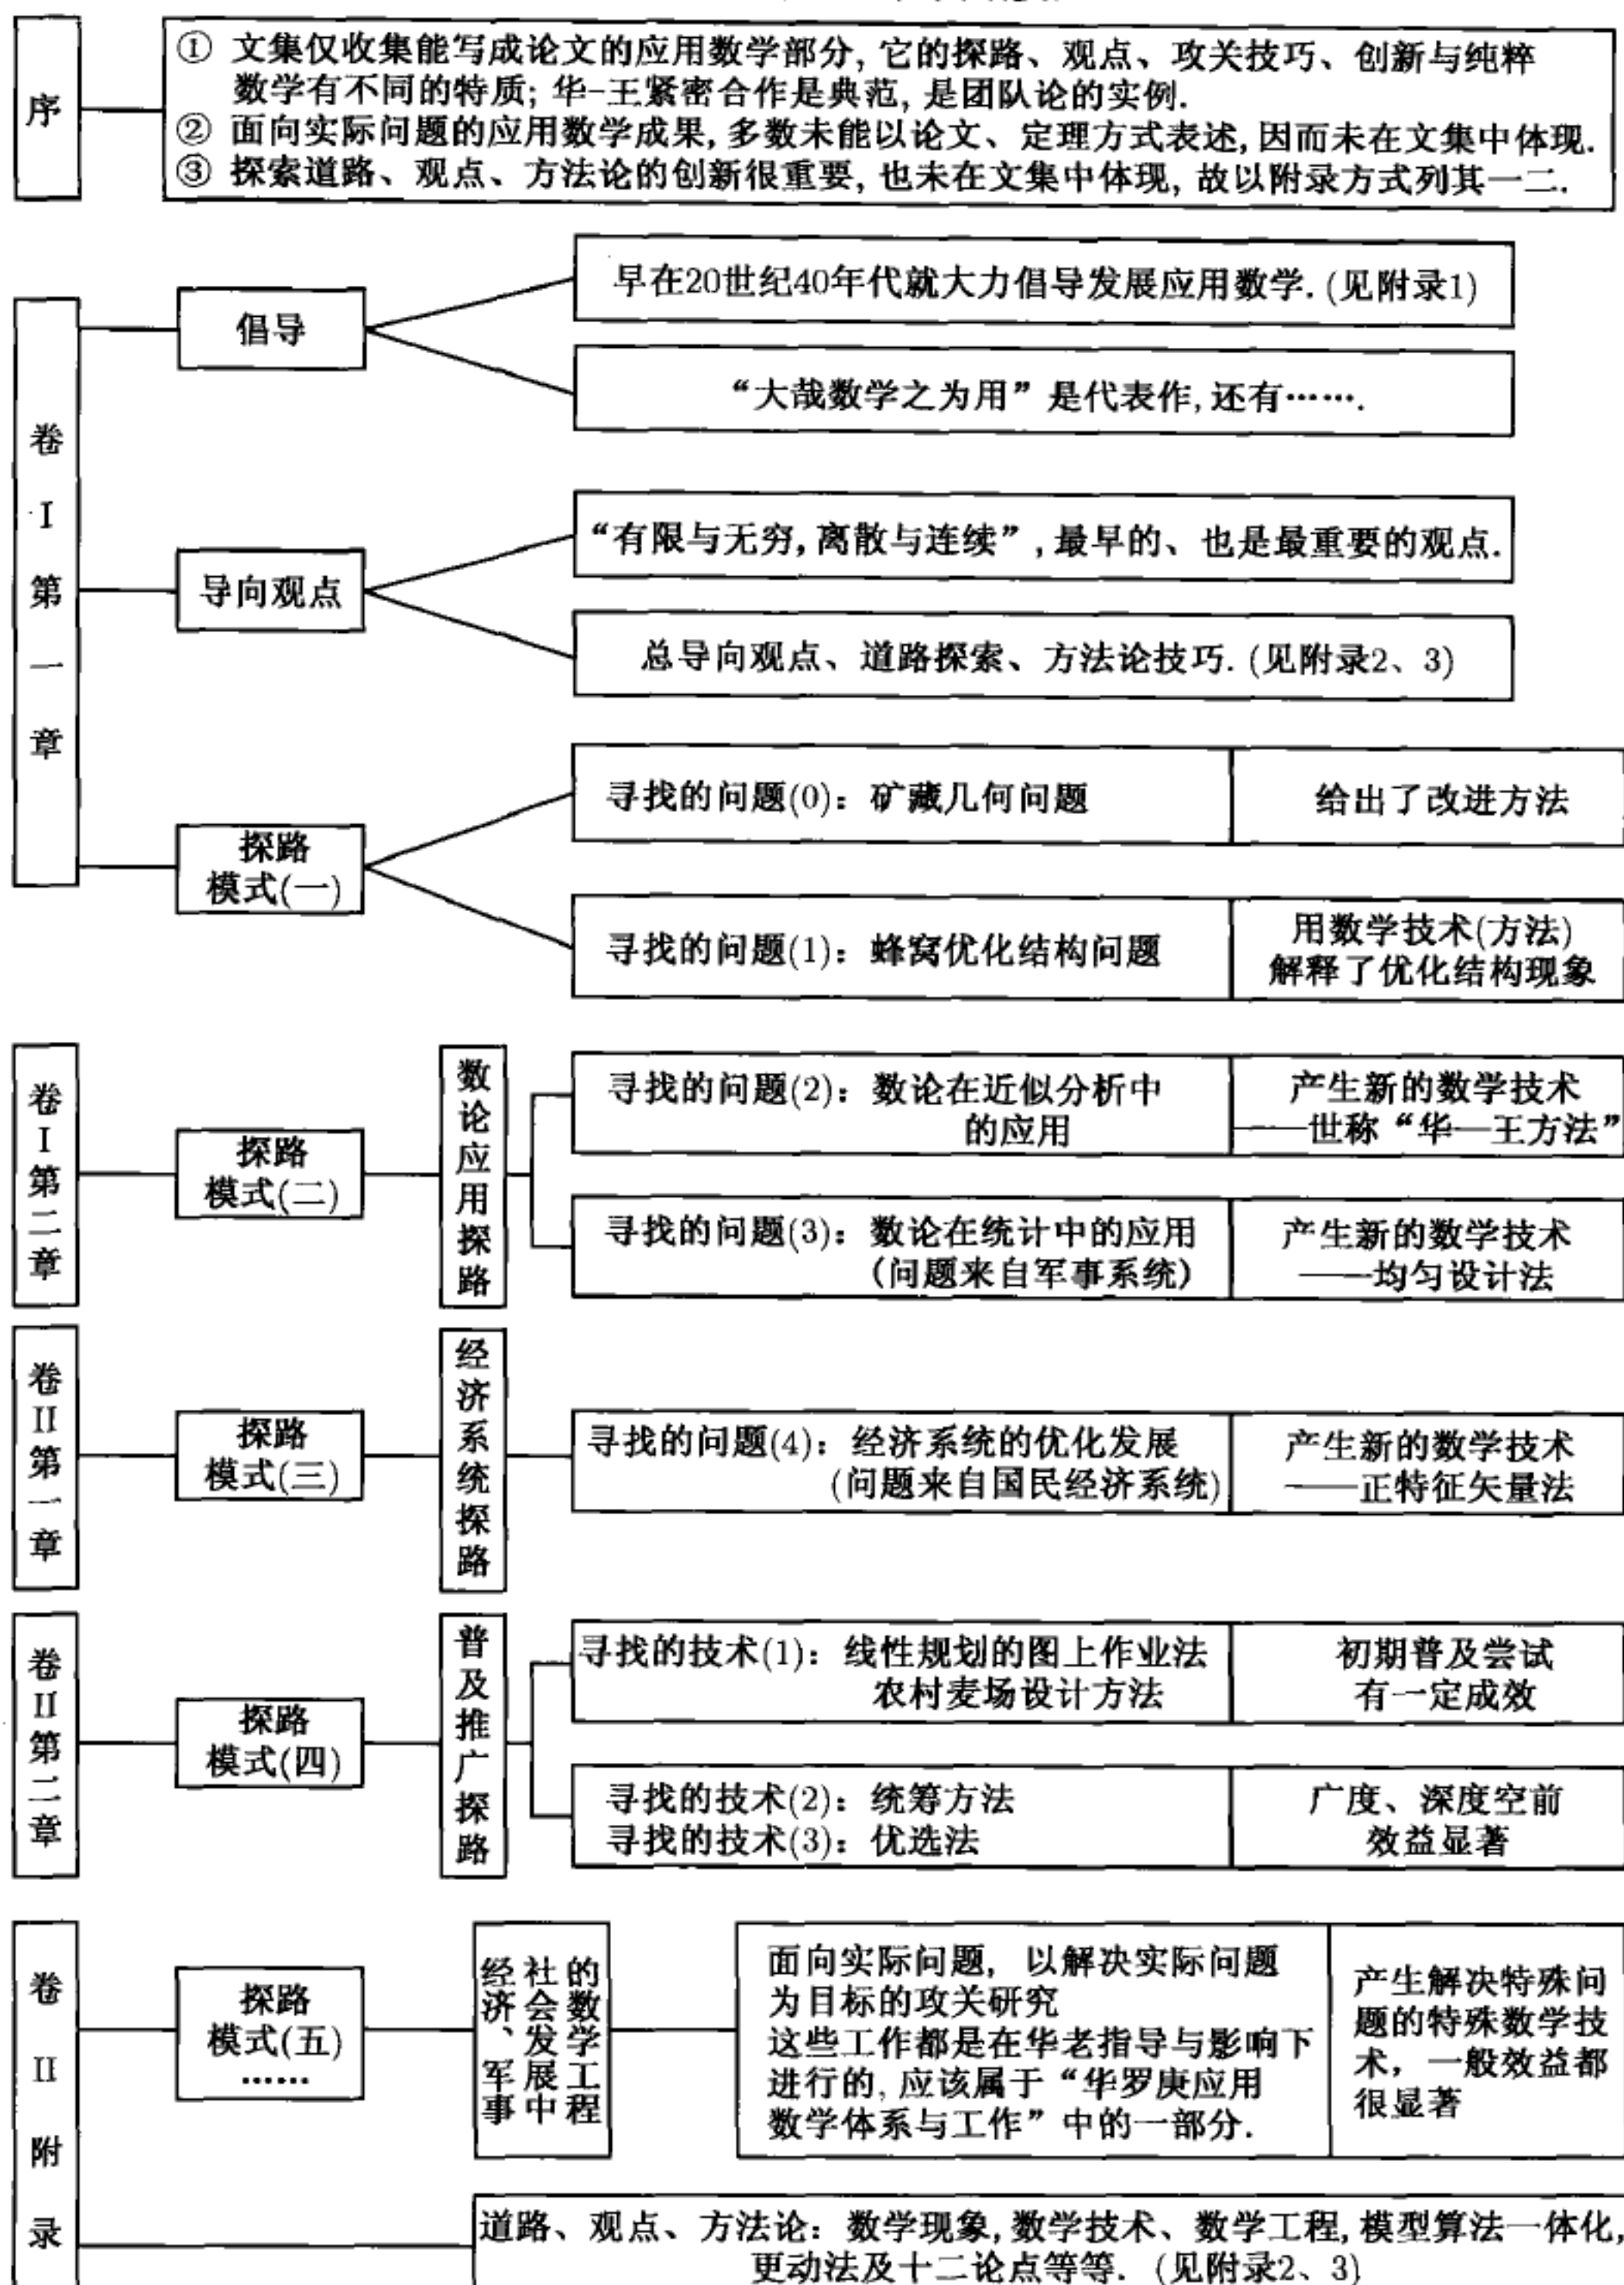 序
① 文集仅收集能写成论文的应用数学部分, 它的探路、观点、攻关技巧、创新与纯粹
数学有不同的特质; 华-王紧密合作是典范, 是团队论的实例.
② 面向实际问题的应用数学成果, 多数未能以论文、定理方式表述, 因而未在文集中体现.
③ 探索道路、观点、方法论的创新很重要, 也未在文集中体现, 故以附录方式列其一二.
卷I第一章
倡导
早在20世纪40年代就大力倡导发展应用数学. (见附录1)
“大哉数学之为用” 是代表作, 还有…….
导向观点
“有限与无穷, 离散与连续” , 最早的、也是最重要的观点.
总导向观点、道路探索、方法论技巧. (见附录2、3)
探路
模式(一)
寻找的问题(0): 矿藏几何问题
给出了改进方法
寻找的问题(1): 蜂窝优化结构问题
用数学技术(方法)
解释了优化结构现象
卷I第二章
探路
模式(二)
数论应用探路
寻找的问题(2): 数论在近似分析中
的应用
产生新的数学技术
——世称“华—王方法”
寻找的问题(3): 数论在统计中的应用
(问题来自军事系统)
产生新的数学技术
——均匀设计法
卷II第一章
探路
模式(三)
经济系统探路
寻找的问题(4): 经济系统的优化发展
(问题来自国民经济系统)
产生新的数学技术
——正特征矢量法
卷II第二章
探路
模式(四)
普及推广探路
寻找的技术(1): 线性规划的图上作业法
农村麦场设计方法
初期普及尝试
有一定成效
寻找的技术(2): 统筹方法
寻找的技术(3): 优选法
广度、深度空前
效益显著
卷II附录
探路
模式(五)
……
经济、军事
社会发展中
的数学工程
面向实际问题, 以解决实际问题
为目标的攻关研究
这些工作都是在华老指导与影响下
进行的, 应该属于“华罗庚应用
数学体系与工作”中的一部分.
产生解决特殊问
题的特殊数学技
术, 一般效益都
很显著
道路、观点、方法论: 数学现象, 数学技术、数学工程, 模型算法一体化,
更动法及十二论点等等. (见附录2、3)